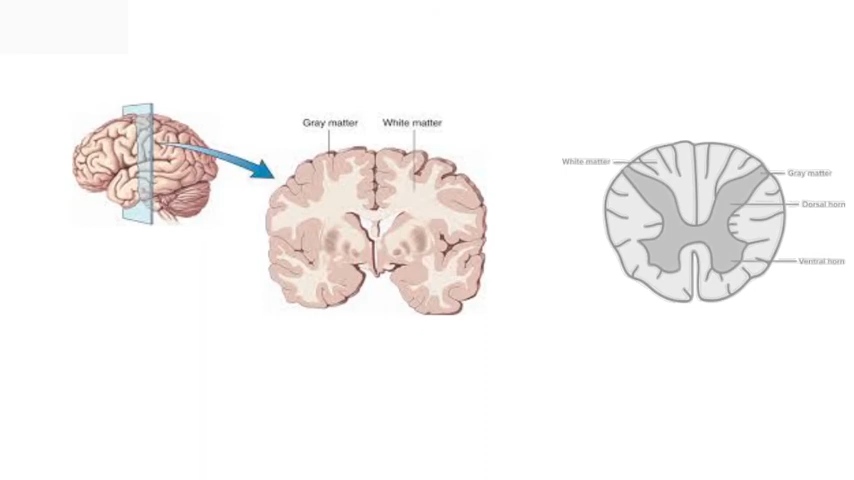 Gray matter
White matter
White matter
Gray matter
Dorsal horn
Ventral horn